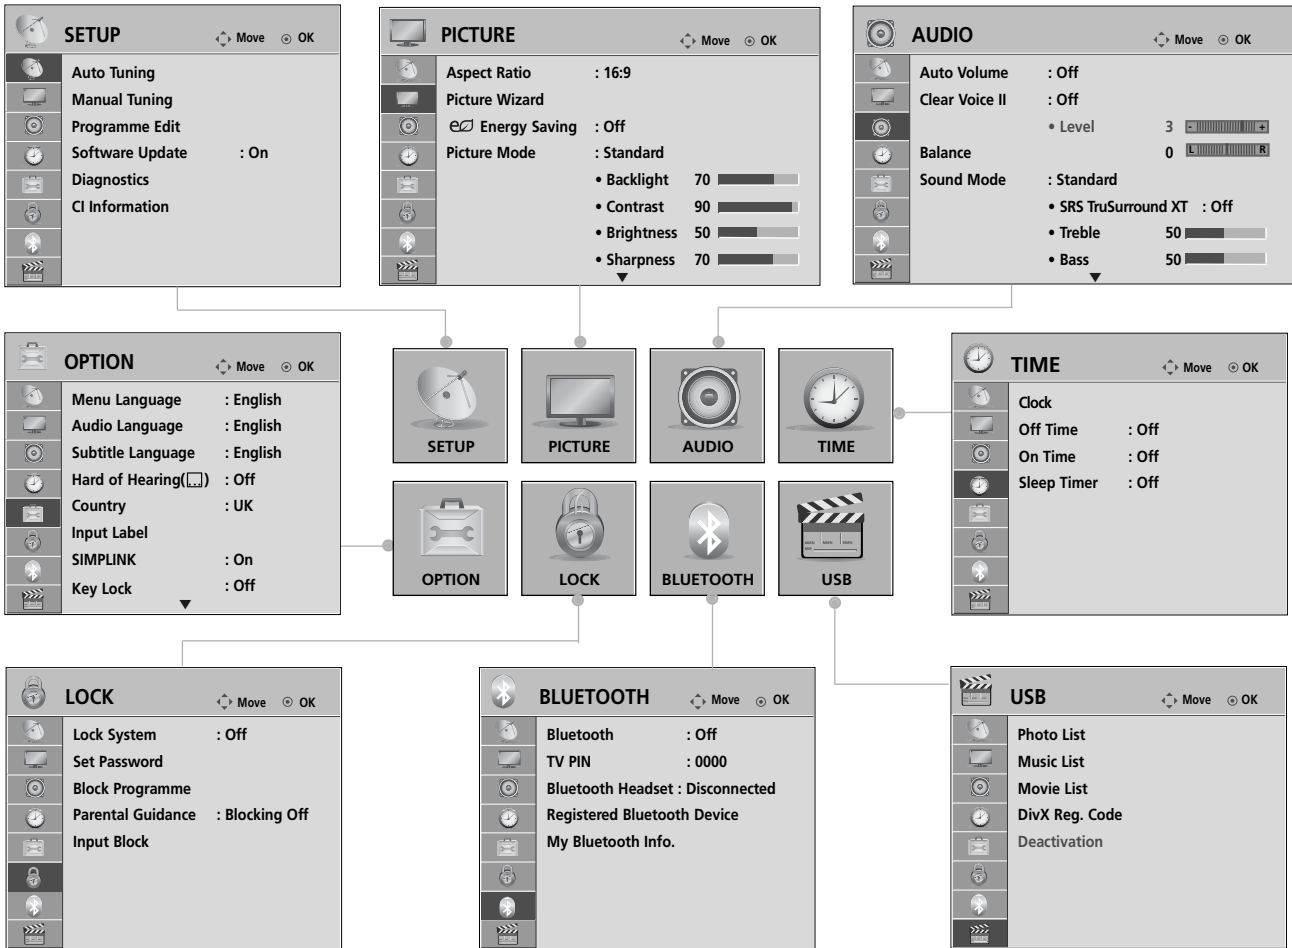 SETUP
Move OK
Auto Tuning
Manual Tuning
Programme Edit
Software Update : On
Diagnostics
CI Information
PICTURE
Move OK
Aspect Ratio : 16:9
Picture Wizard
Energy Saving : Off
Picture Mode : Standard
• Backlight 70
• Contrast 90
• Brightness 50
• Sharpness 70
AUDIO
Move OK
Auto Volume : Off
Clear Voice II : Off
• Level 3 - +
Balance 0 L R
Sound Mode : Standard
• SRS TruSurround XT : Off
• Treble 50
• Bass 50
OPTION
Move OK
Menu Language : English
Audio Language : English
Subtitle Language : English
Hard of Hearing( ) : Off
Country : UK
Input Label
SIMPLINK : On
Key Lock : Off
SETUP
PICTURE
AUDIO
TIME
OPTION
LOCK
BLUETOOTH
USB
TIME
Move OK
Clock
Off Time : Off
On Time : Off
Sleep Timer : Off
LOCK
Move OK
Lock System : Off
Set Password
Block Programme
Parental Guidance : Blocking Off
Input Block
BLUETOOTH
Move OK
Bluetooth : Off
TV PIN : 0000
Bluetooth Headset : Disconnected
Registered Bluetooth Device
My Bluetooth Info.
USB
Move OK
Photo List
Music List
Movie List
DivX Reg. Code
Deactivation